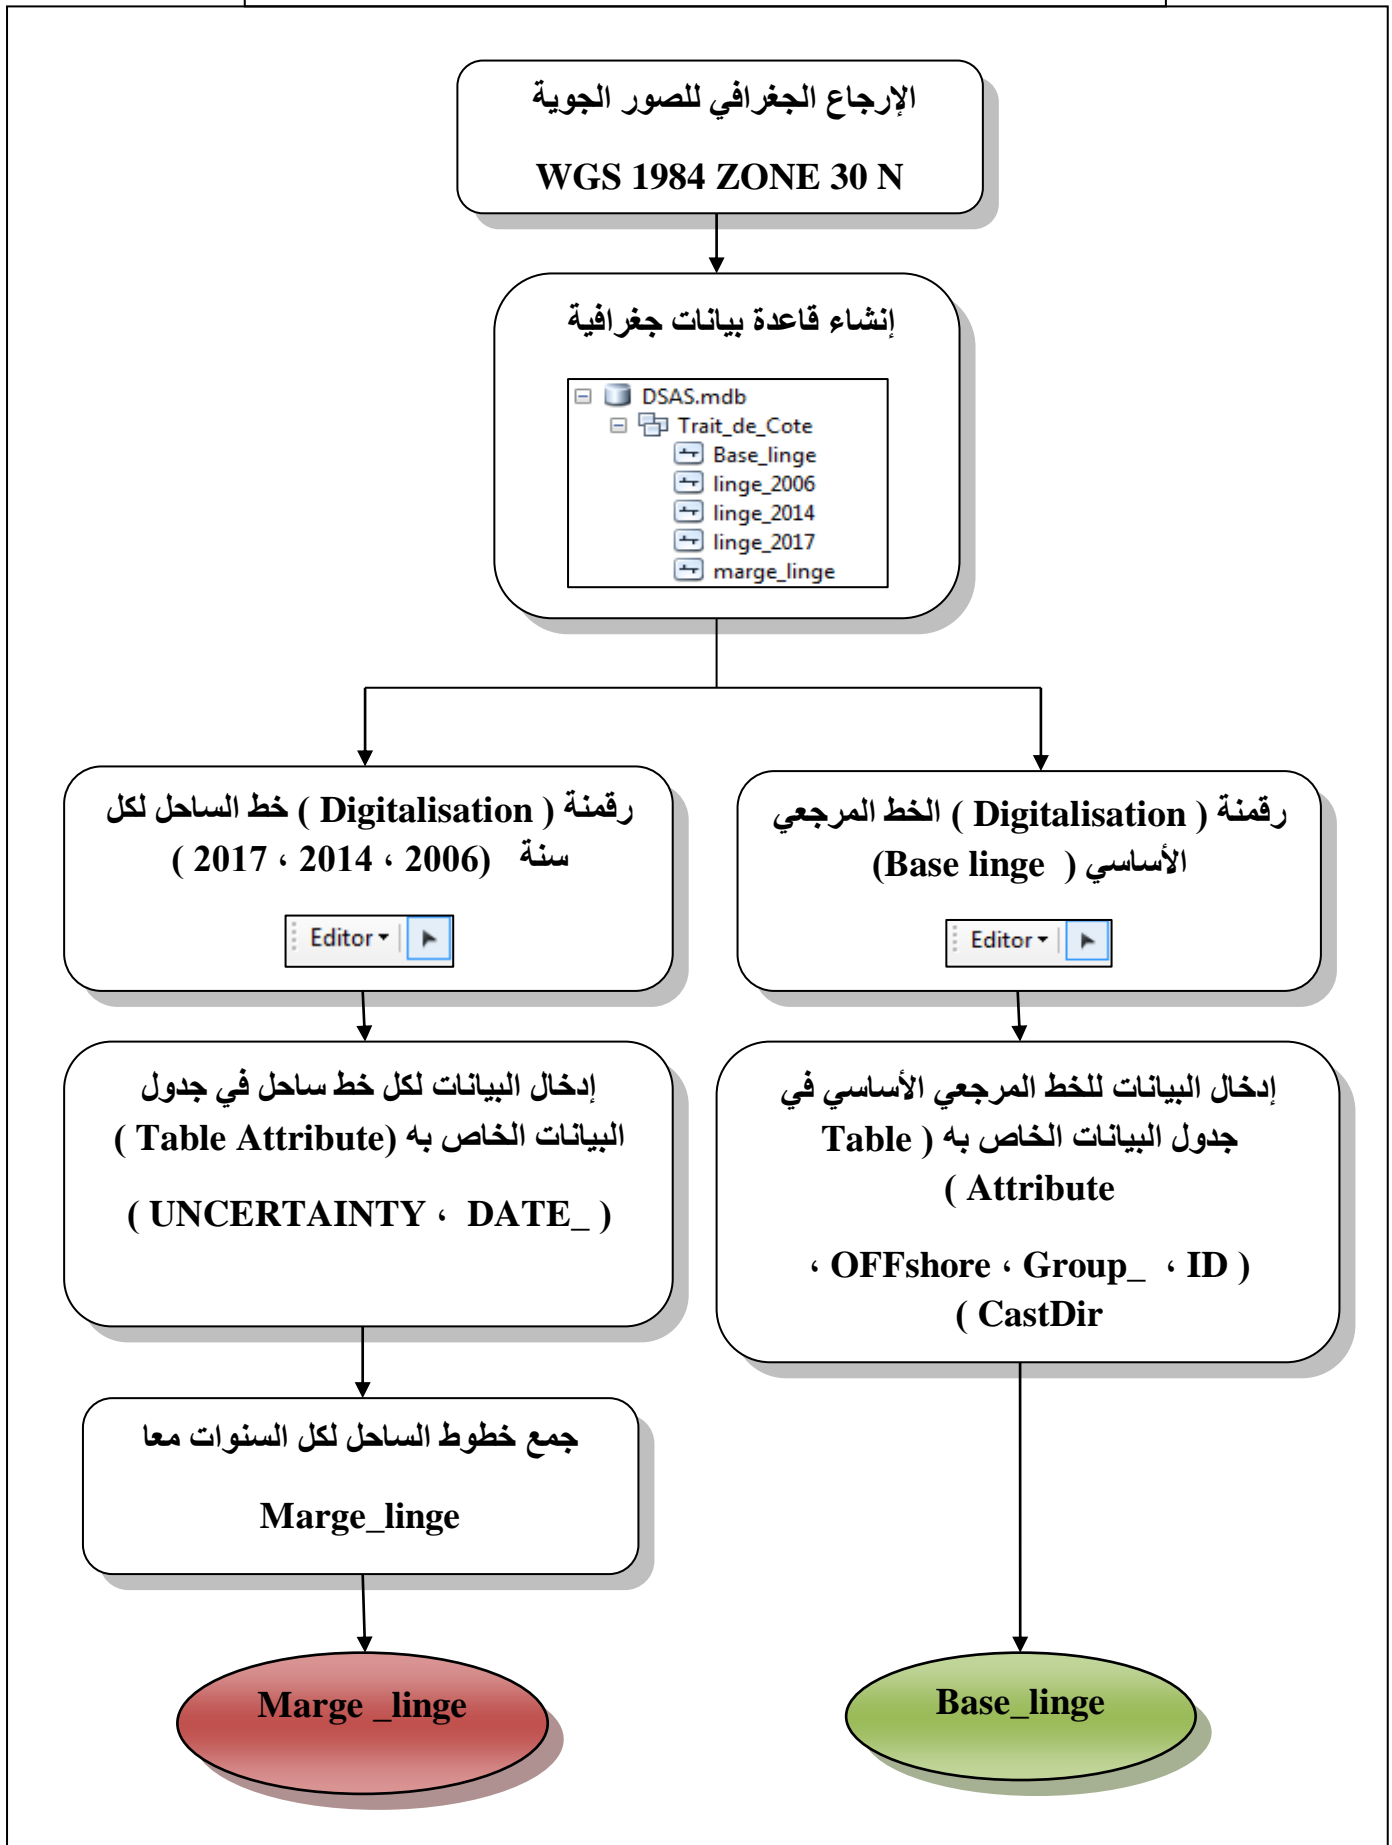 الإرجاع الجغرافي للصور الجوية
WGS 1984 ZONE 30 N
إنشاء قاعدة بيانات جغرافية
DSAS.mdb
Trait_de_Cote
Base_linge
linge_2006
linge_2014
linge_2017
marge_linge
رقمنة ( Digitalisation ) خط الساحل لكل
سنة (2006 ، 2014 ، 2017 )
Editor
إدخال البيانات لكل خط ساحل في جدول
البيانات الخاص به (Table Attribute )
( DATE_ ، UNCERTAINTY )
جمع خطوط الساحل لكل السنوات معا
Marge_linge
Marge _linge
رقمنة ( Digitalisation ) الخط المرجعي
الأساسي ( Base linge)
Editor
إدخال البيانات للخط المرجعي الأساسي في
جدول البيانات الخاص به ( Table
Attribute )
( ID ، Group_ ، OFFshore ،
CastDir )
Base_linge